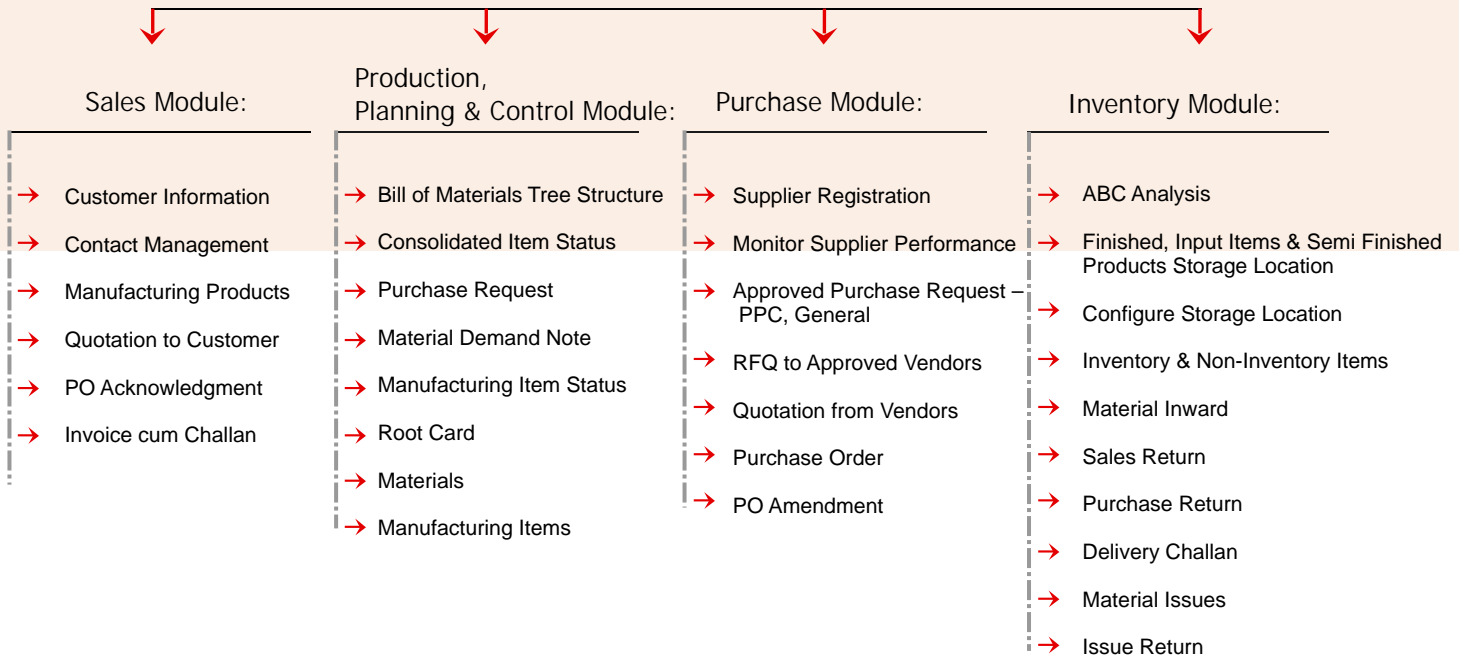 Sales Module:
Customer Information
Contact Management
Manufacturing Products
Quotation to Customer
PO Acknowledgment
Invoice cum Challan
Production,
Planning & Control Module:
Bill of Materials Tree Structure
Consolidated Item Status
Purchase Request
Material Demand Note
Manufacturing Item Status
Root Card
Materials
Manufacturing Items
Purchase Module:
Supplier Registration
Monitor Supplier Performance
Approved Purchase Request –
PPC, General
RFQ to Approved Vendors
Quotation from Vendors
Purchase Order
PO Amendment
Inventory Module:
ABC Analysis
Finished, Input Items & Semi Finished
Products Storage Location
Configure Storage Location
Inventory & Non-Inventory Items
Material Inward
Sales Return
Purchase Return
Delivery Challan
Material Issues
Issue Return